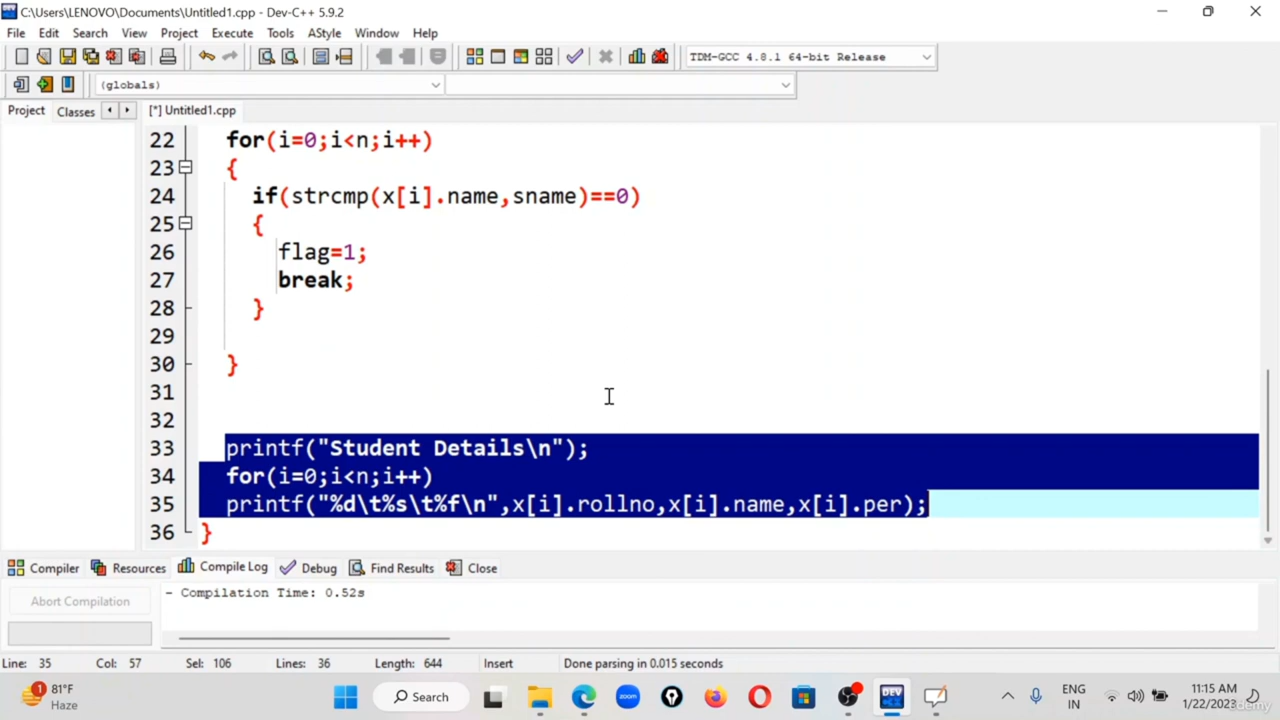 C:\Users\LENOVO\Documents\Untitled1.cpp - Dev-C++ 5.9.2
File Edit Search View Project Execute Tools AStyle Window Help
TDM-GCC 4.8.1 64-bit Release
(globals)
Project Classes [*] Untitled1.cpp
22 for(i=0;i<n;i++)
23 {
24 if(strcmp(x[i].name,sname)==0)
25 {
26 flag=1;
27 break;
28 }
29
30 }
31
32
33 printf("Student Details\n");
34 for(i=0;i<n;i++)
35 printf("%d\t%s\t%f\n",x[i].rollno,x[i].name,x[i].per);
36 }
Compiler Resources Compile Log Debug Find Results Close
Abort Compilation
- Compilation Time: 0.52s
Line: 35 Col: 57 Sel: 106 Lines: 36 Length: 644 Insert Done parsing in 0.015 seconds
1 81°F
Haze
Search
zoom
DEV
ENG
IN
11:15 AM
1/22/2023